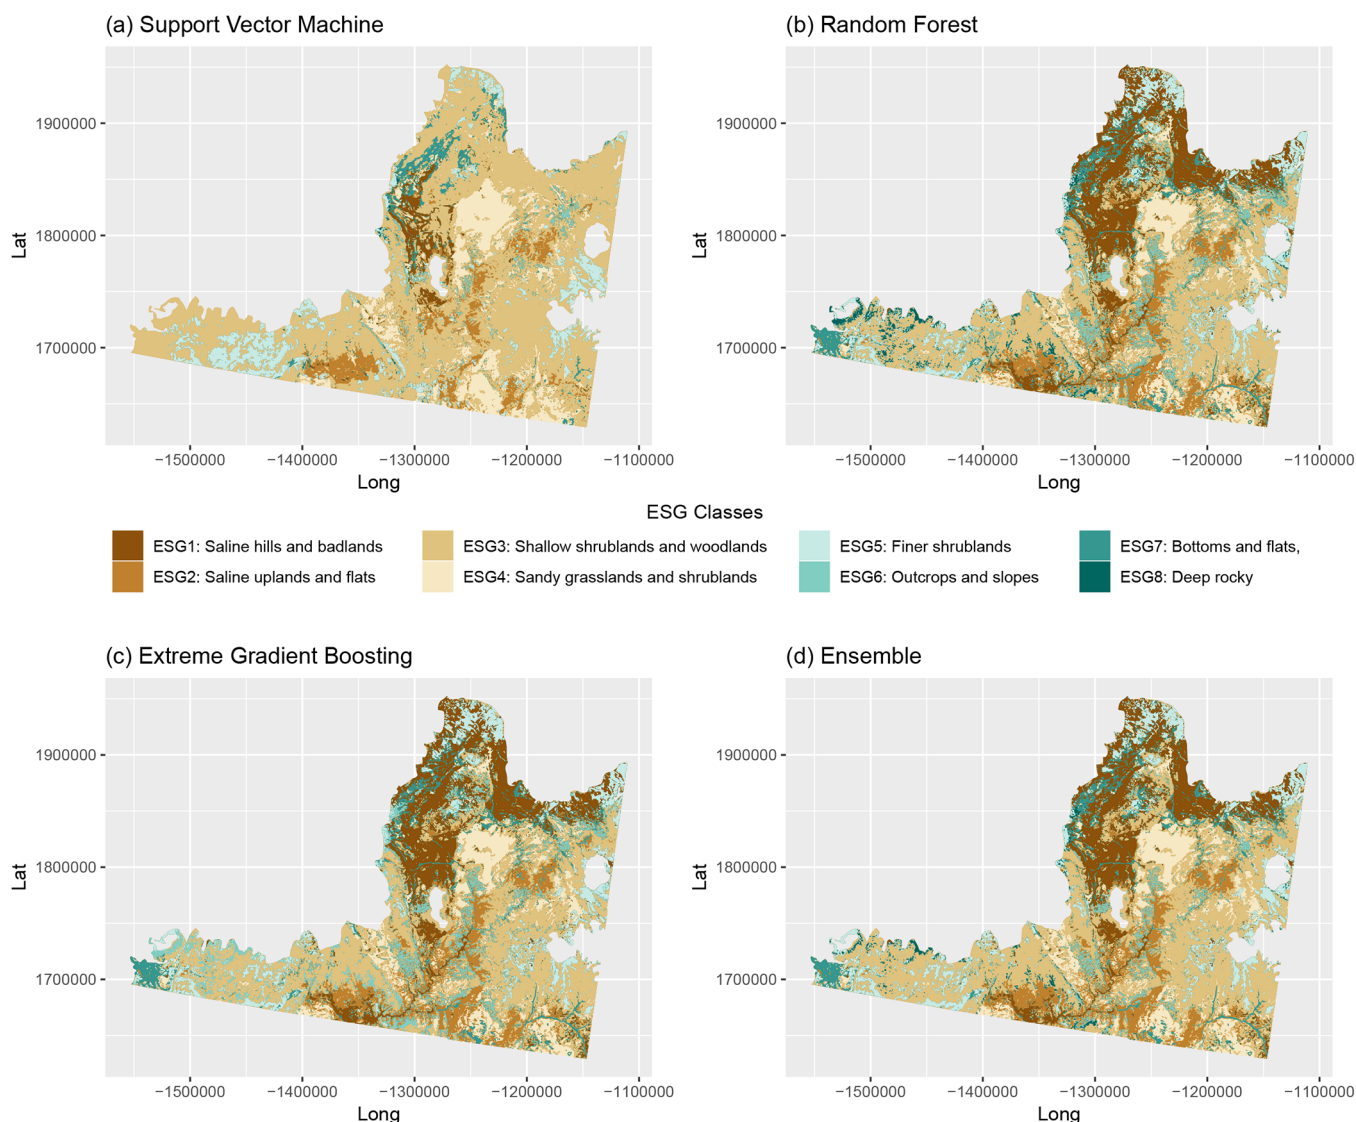 (a) Support Vector Machine
(b) Random Forest
1900000
1800000
1700000
Lat
−1500000 −1400000 −1300000 −1200000 −1100000
Long
1900000
1800000
1700000
Lat
−1500000 −1400000 −1300000 −1200000 −1100000
Long
ESG Classes
ESG1: Saline hills and badlands
ESG2: Saline uplands and flats
ESG3: Shallow shrublands and woodlands
ESG4: Sandy grasslands and shrublands
ESG5: Finer shrublands
ESG6: Outcrops and slopes
ESG7: Bottoms and flats,
ESG8: Deep rocky
(c) Extreme Gradient Boosting
(d) Ensemble
1900000
1800000
1700000
Lat
−1500000 −1400000 −1300000 −1200000 −1100000
Long
1900000
1800000
1700000
Lat
−1500000 −1400000 −1300000 −1200000 −1100000
Long